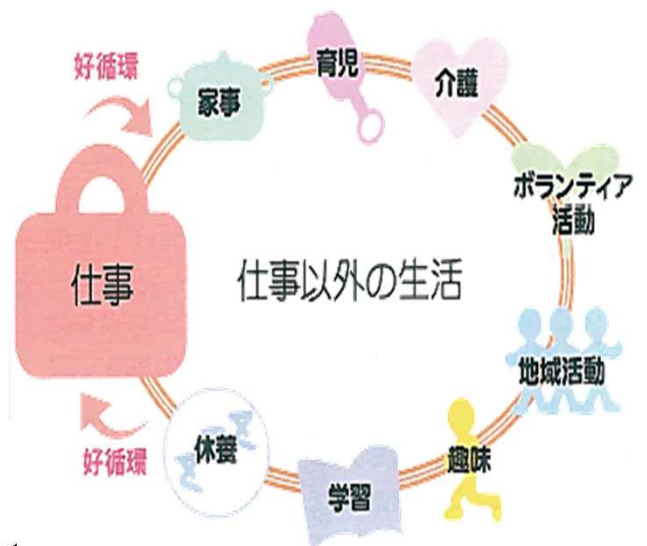 好循環
家事
育児
介護
ボランティア
活動
仕事
仕事以外の生活
地域活動
趣味
学習
休養
好循環